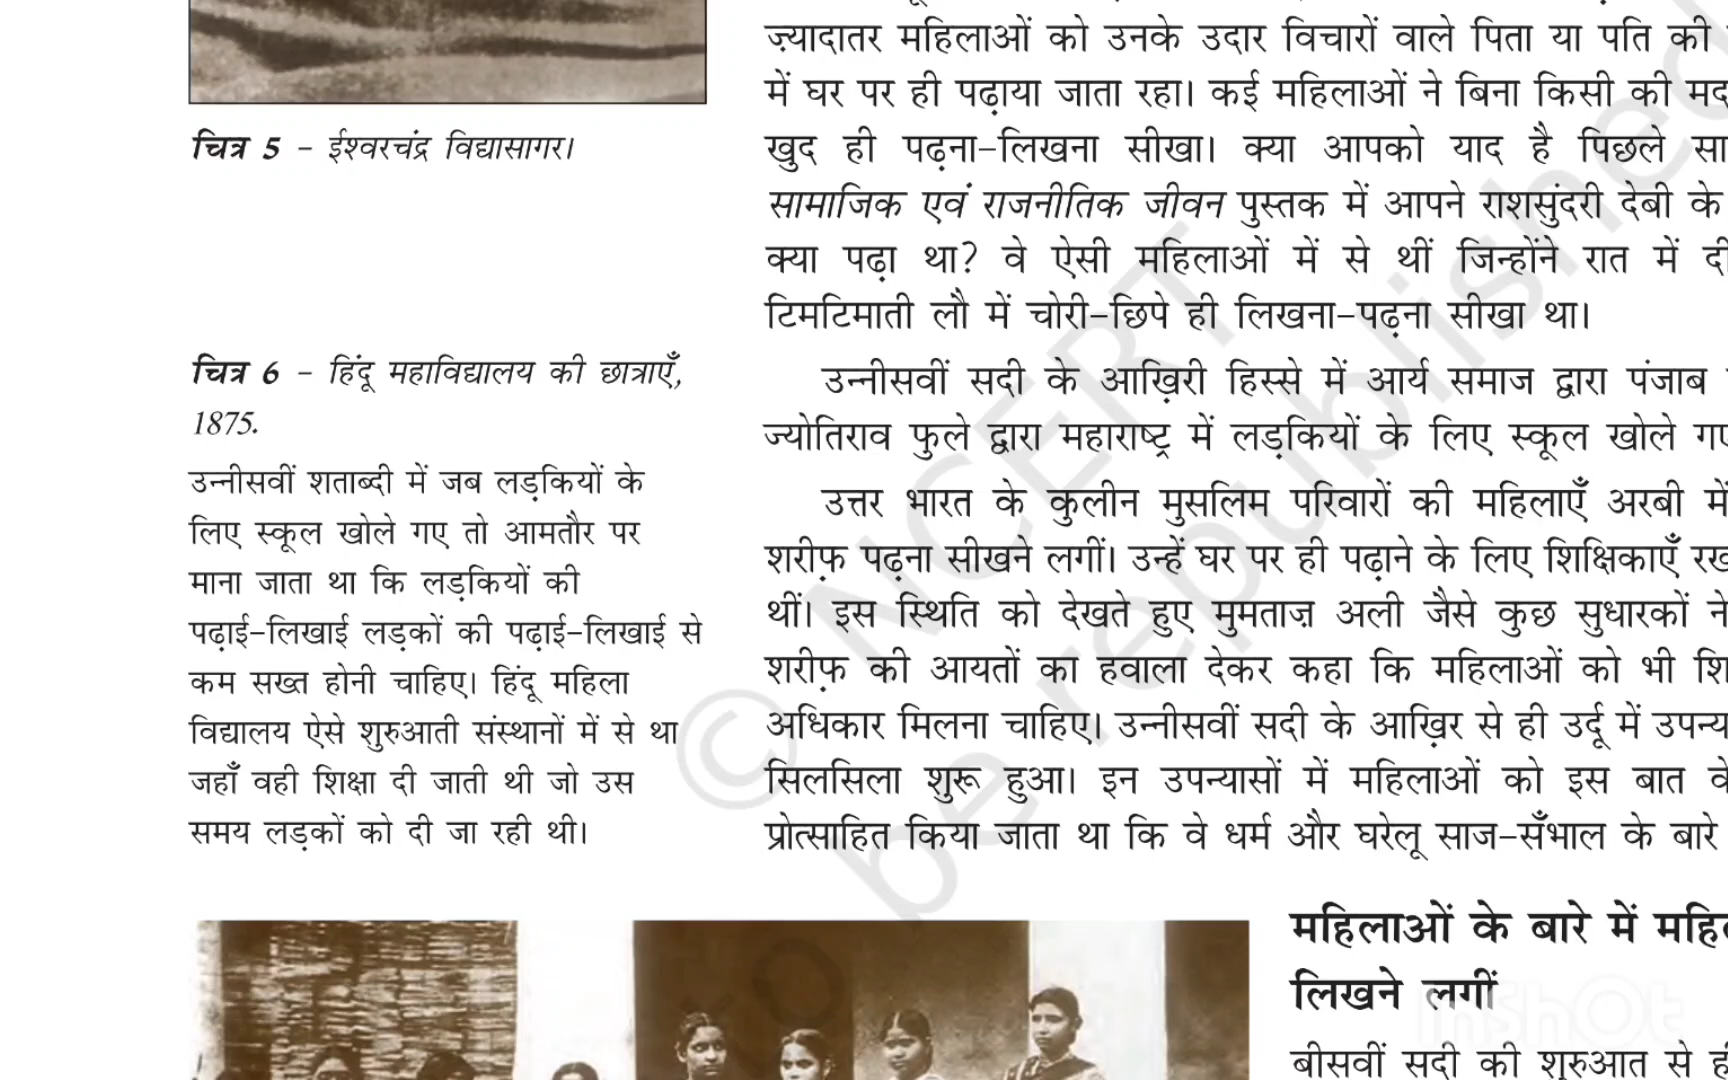 चित्र 5 – ईश्वरचंद्र विद्यासागर।
चित्र 6 – हिंदू महाविद्यालय की छात्राएँ,
1875.
उन्नीसवीं शताब्दी में जब लड़कियों के
लिए स्कूल खोले गए तो आमतौर पर
माना जाता था कि लड़कियों की
पढ़ाई-लिखाई लड़कों की पढ़ाई-लिखाई से
कम सख्त होनी चाहिए। हिंदू महिला
विद्यालय ऐसे शुरुआती संस्थानों में से था
जहाँ वही शिक्षा दी जाती थी जो उस
समय लड़कों को दी जा रही थी।
ज़्यादातर महिलाओं को उनके उदार विचारों वाले पिता या पति की
में घर पर ही पढ़ाया जाता रहा। कई महिलाओं ने बिना किसी की
खुद ही पढ़ना-लिखना सीखा। क्या आपको याद है पिछले
सामाजिक एवं राजनीतिक जीवन पुस्तक में आपने राशसुंदरी देबी के
क्या पढ़ा था? वे ऐसी महिलाओं में से थीं जिन्होंने रात में
टिमटिमाती लौ में चोरी-छिपे ही लिखना-पढ़ना सीखा था।
उन्नीसवीं सदी के आख़िरी हिस्से में आर्य समाज द्वारा पंजाब
ज्योतिराव फुले द्वारा महाराष्ट्र में लड़कियों के लिए स्कूल खोले
उत्तर भारत के कुलीन मुसलिम परिवारों की महिलाएँ अरबी में
शरीफ़ पढ़ना सीखने लगीं। उन्हें घर पर ही पढ़ाने के लिए शिक्षिकाएँ
थीं। इस स्थिति को देखते हुए मुमताज़ अली जैसे कुछ सुधारकों ने
शरीफ़ की आयतों का हवाला देकर कहा कि महिलाओं को भी
अधिकार मिलना चाहिए। उन्नीसवीं सदी के आख़िर से ही उर्दू में
सिलसिला शुरू हुआ। इन उपन्यासों में महिलाओं को इस बात
प्रोत्साहित किया जाता था कि वे धर्म और घरेलू साज-सँभाल के बारे
महिलाओं के बारे में
लिखने लगीं
बीसवीं सदी की शुरुआत से
© NCERT
be republished
InShOt